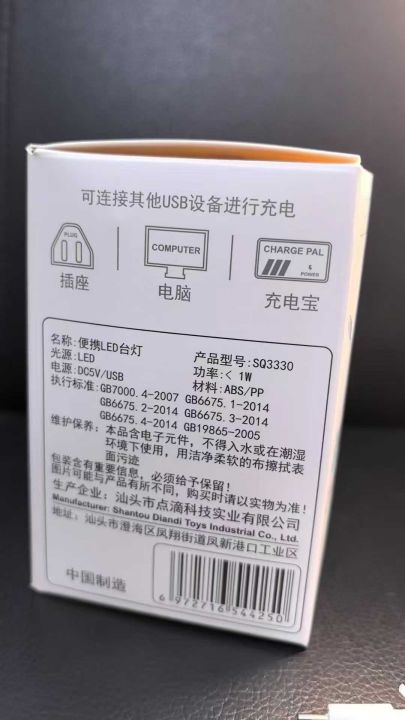 可连接其他USB设备进行充电
PLUG
COMPUTER
CHARGE PAL
POWER
插座
电脑
充电宝
名称:便携LED台灯
产品型号:SQ3330
光源:LED
功率:< 1W
电源:DC5V/USB
材料:ABS/PP
执行标准:GB7000.4-2007 GB6675.1-2014
GB6675.2-2014 GB6675.3-2014
GB6675.4-2014 GB19865-2005
维护保养:本品含电子元件,不得入水或在潮湿
环境下使用,用洁净柔软的布擦拭表
面污迹
包装含有重要信息,必须给予保留!
图片可能与产品有所不同,购买时请以实物为准!
生产企业:汕头市点滴科技实业有限公司
Manufacturer: Shantou Diandi Toys Industrial Co., Ltd.
地址:汕头市澄海区凤翔街道凤新港口工业区
中国制造
6 972716 544250